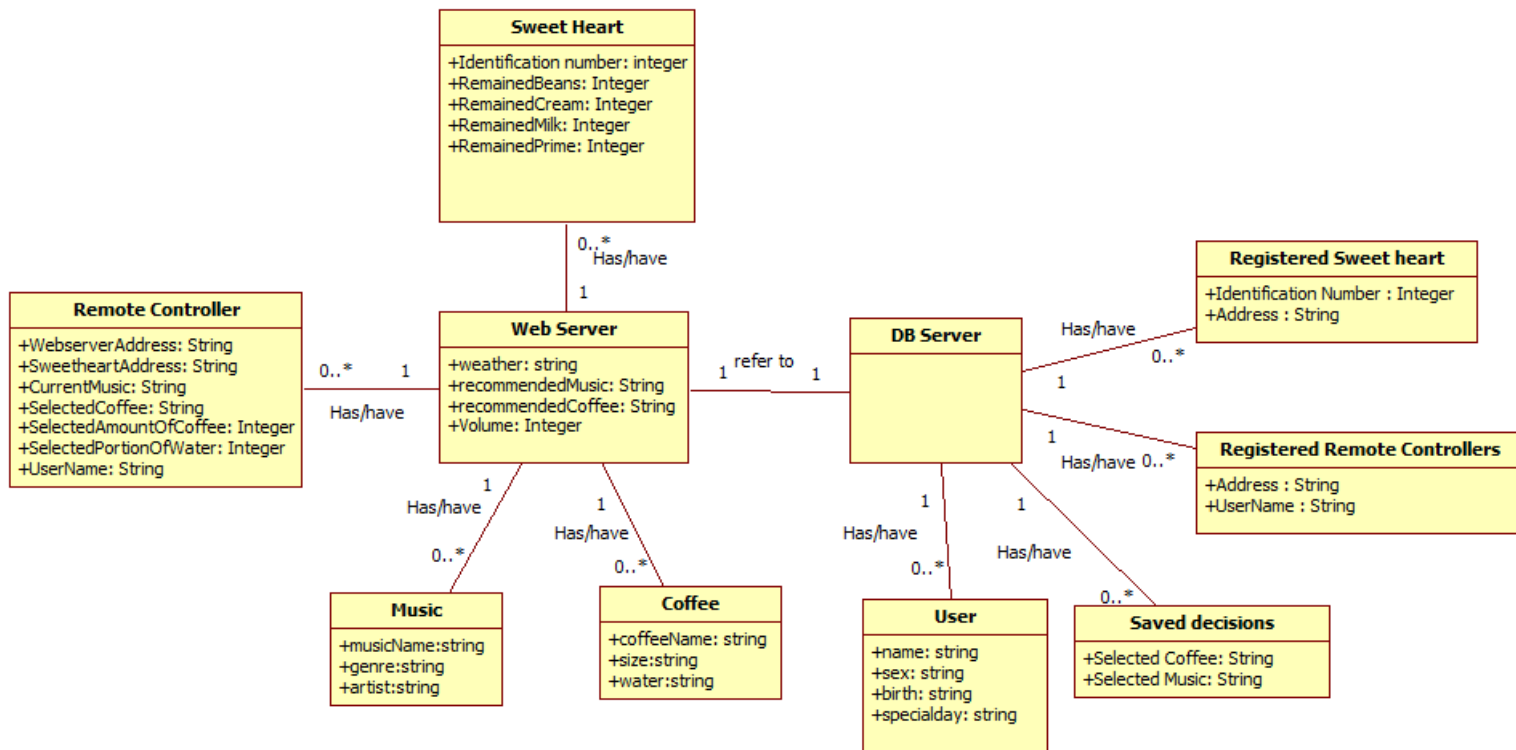 Sweet Heart
+Identification number: integer
+RemainedBeans: Integer
+RemainedCream: Integer
+RemainedMilk: Integer
+RemainedPrime: Integer
0..*
Has/have
1
Remote Controller
+WebserverAddress: String
+SweetheartAddress: String
+CurrentMusic: String
+SelectedCoffee: String
+SelectedAmountOfCoffee: Integer
+SelectedPortionOfWater: Integer
+UserName: String
0..*
1
Has/have
Web Server
+weather: string
+recommendedMusic: String
+recommendedCoffee: String
+Volume: Integer
1
refer to
1
DB Server
Has/have
0..*
1
Registered Sweet heart
+Identification Number : Integer
+Address : String
1
Has/have
0..*
Registered Remote Controllers
+Address : String
+UserName : String
1
Has/have
0..*
1
Has/have
0..*
1
Has/have
0..*
1
Has/have
0..*
Music
+musicName:string
+genre:string
+artist:string
Coffee
+coffeeName: string
+size:string
+water:string
User
+name: string
+sex: string
+birth: string
+specialday: string
Saved decisions
+Selected Coffee: String
+Selected Music: String